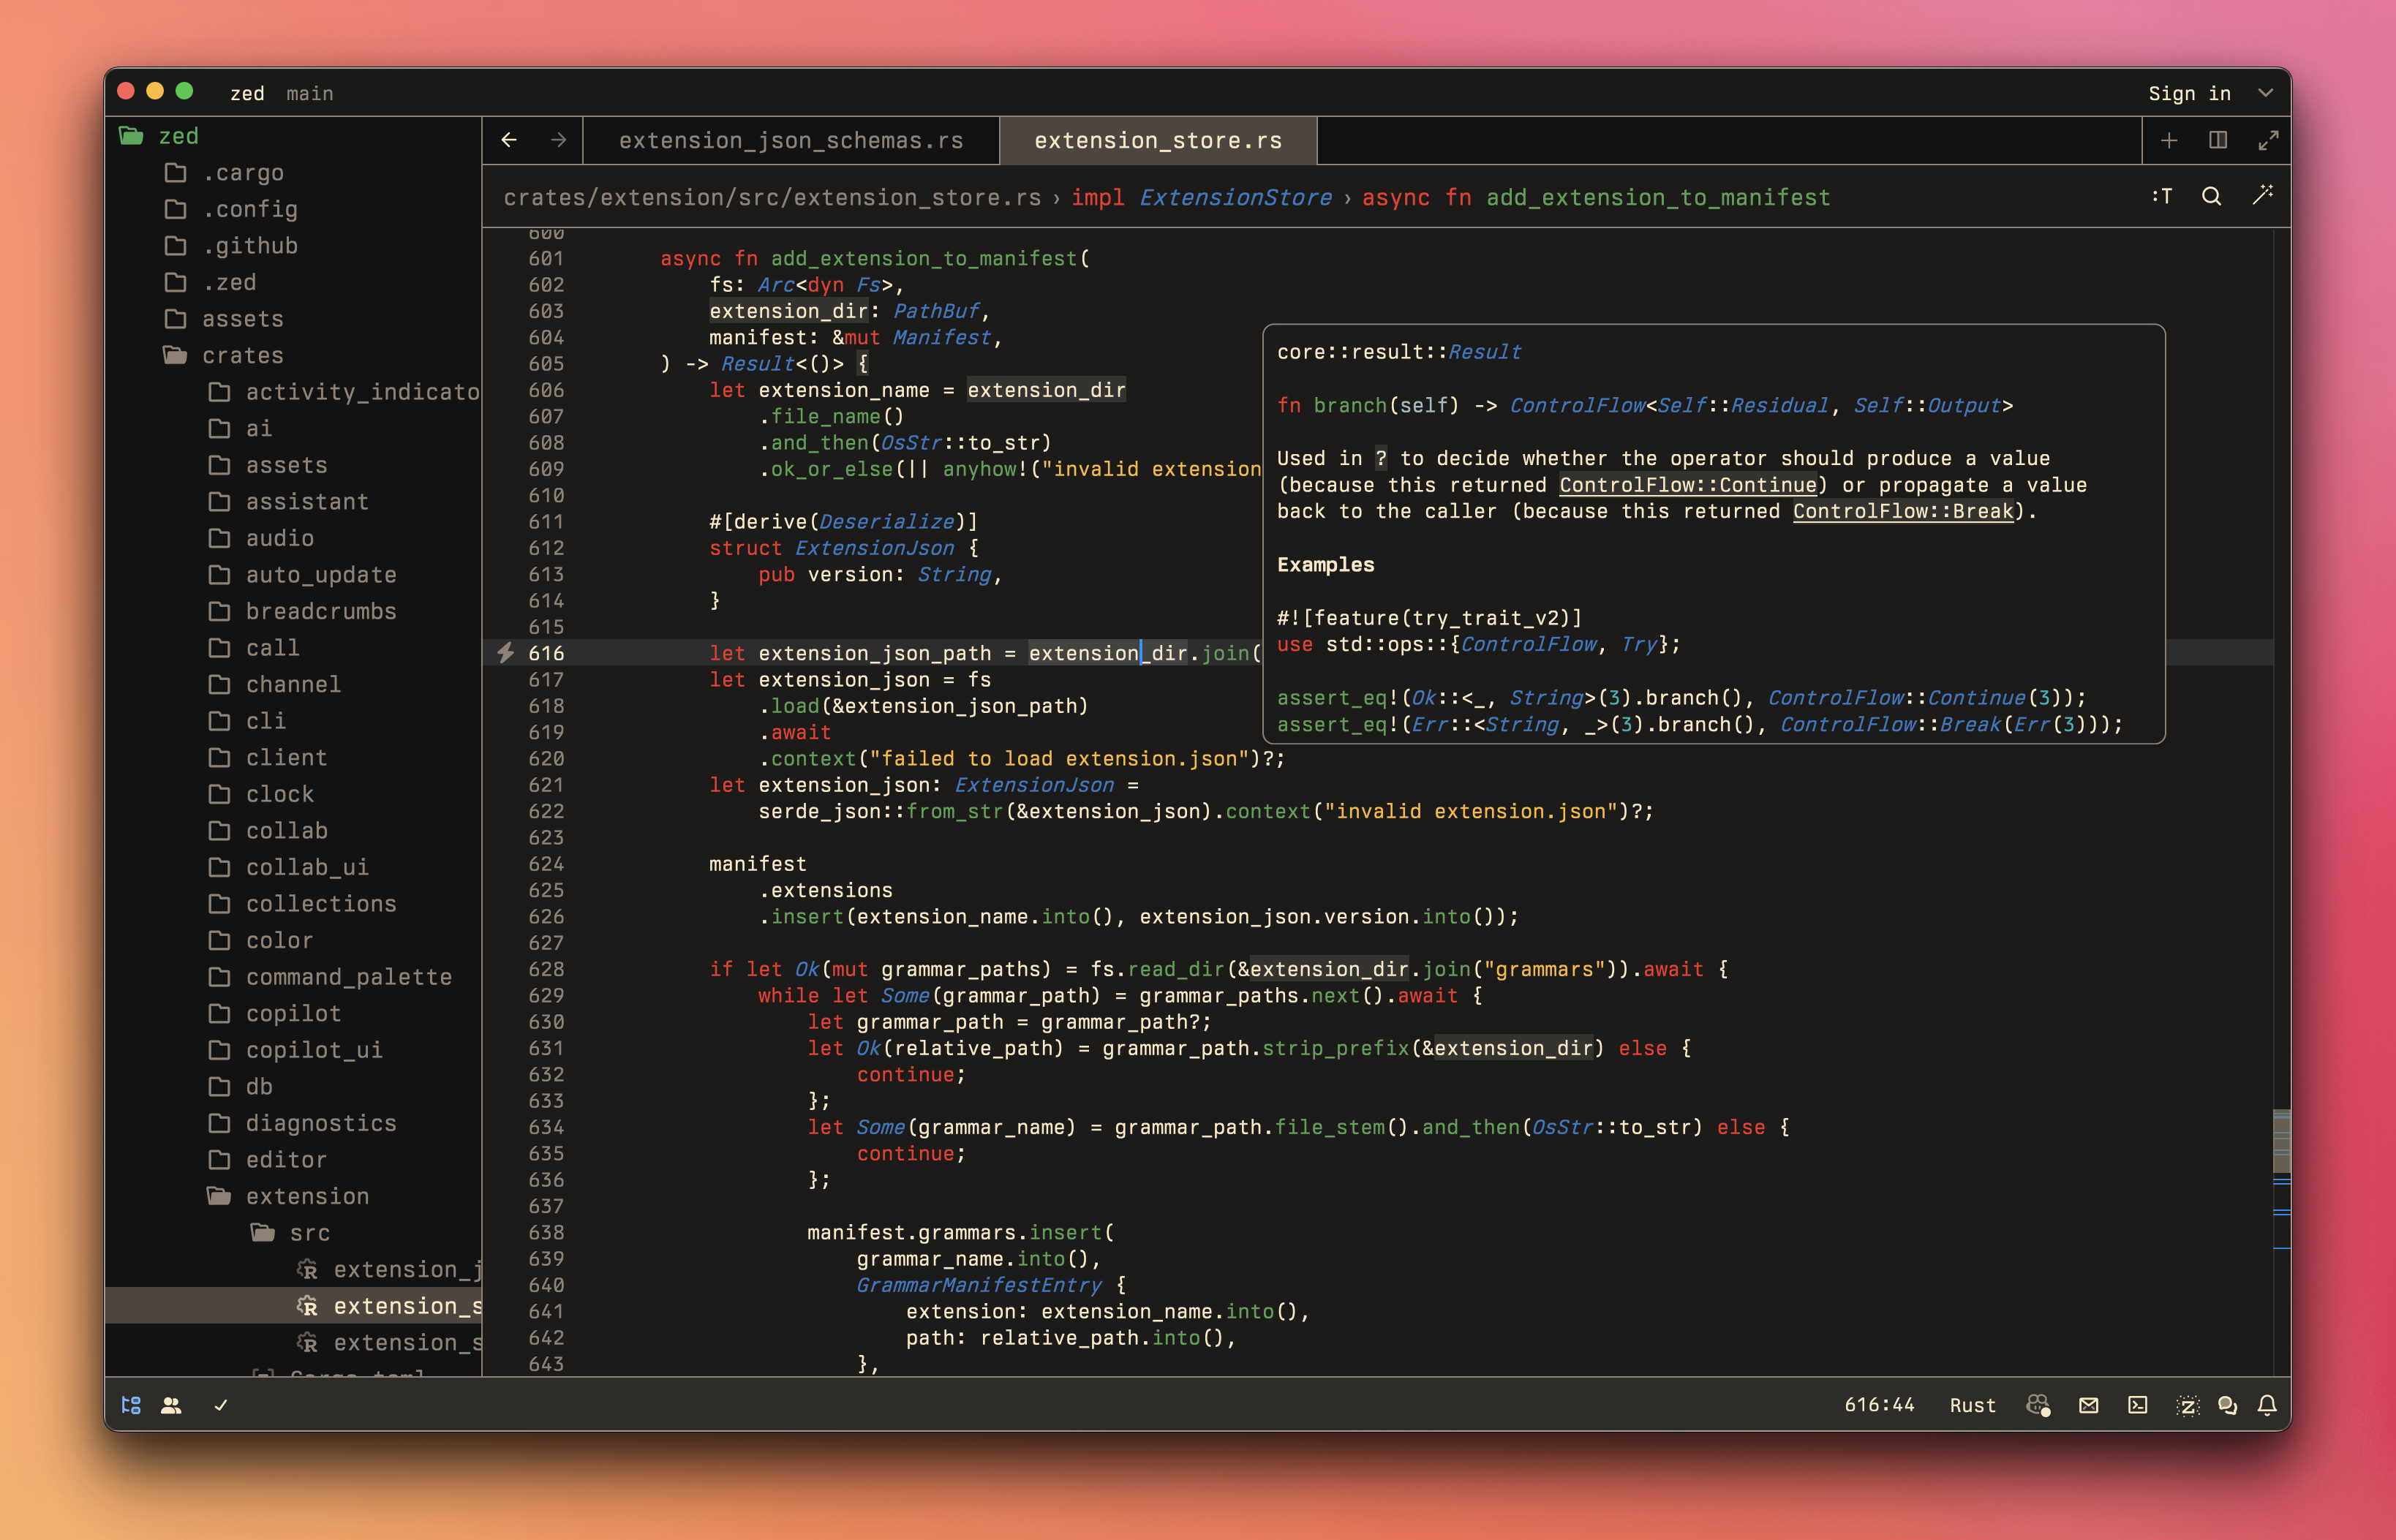 zed main
Sign in
zed
.cargo
.config
.github
.zed
assets
crates
activity_indicato
ai
assets
assistant
audio
auto_update
breadcrumbs
call
channel
cli
client
clock
collab
collab_ui
collections
color
command_palette
copilot
copilot_ui
db
diagnostics
editor
extension
src
extension_j
extension_s
extension_s
Cargo.toml
extension_json_schemas.rs
extension_store.rs
crates/extension/src/extension_store.rs › impl ExtensionStore › async fn add_extension_to_manifest
:T
600
601 async fn add_extension_to_manifest(
602 fs: Arc<dyn Fs>,
603 extension_dir: PathBuf,
604 manifest: &mut Manifest,
605 ) -> Result<()> {
606 let extension_name = extension_dir
607 .file_name()
608 .and_then(OsStr::to_str)
609 .ok_or_else(|| anyhow!("invalid extension
610
611 #[derive(Deserialize)]
612 struct ExtensionJson {
613 pub version: String,
614 }
615
616 let extension_json_path = extension_dir.join(
617 let extension_json = fs
618 .load(&extension_json_path)
619 .await
620 .context("failed to load extension.json")?;
621 let extension_json: ExtensionJson =
622 serde_json::from_str(&extension_json).context("invalid extension.json")?;
623
624 manifest
625 .extensions
626 .insert(extension_name.into(), extension_json.version.into());
627
628 if let Ok(mut grammar_paths) = fs.read_dir(&extension_dir.join("grammars")).await {
629 while let Some(grammar_path) = grammar_paths.next().await {
630 let grammar_path = grammar_path?;
631 let Ok(relative_path) = grammar_path.strip_prefix(&extension_dir) else {
632 continue;
633 };
634 let Some(grammar_name) = grammar_path.file_stem().and_then(OsStr::to_str) else {
635 continue;
636 };
637
638 manifest.grammars.insert(
639 grammar_name.into(),
640 GrammarManifestEntry {
641 extension: extension_name.into(),
642 path: relative_path.into(),
643 },
core::result::Result
fn branch(self) -> ControlFlow<Self::Residual, Self::Output>
Used in ? to decide whether the operator should produce a value
(because this returned ControlFlow::Continue) or propagate a value
back to the caller (because this returned ControlFlow::Break).
Examples
#![feature(try_trait_v2)]
use std::ops::{ControlFlow, Try};
assert_eq!(Ok::<_, String>(3).branch(), ControlFlow::Continue(3));
assert_eq!(Err::<String, _>(3).branch(), ControlFlow::Break(Err(3)));
616:44
Rust